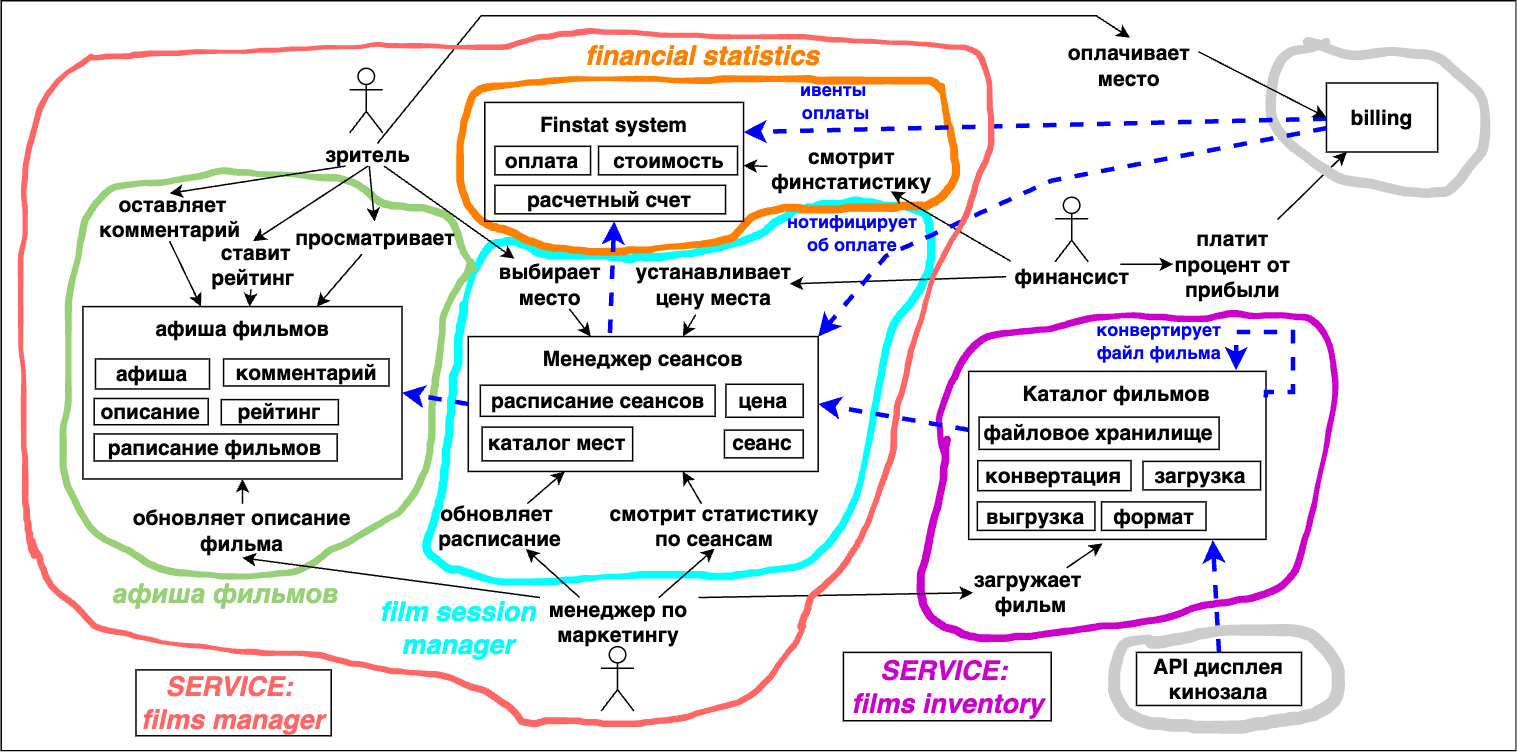 financial statistics
оплачивает
место
ивенты
оплаты
billing
Finstat system
оплата
стоимость
расчетный счет
смотрит
финстатистику
зритель
оставляет
комментарий
ставит
рейтинг
просматривает
нотифицирует
об оплате
выбирает
место
устанавливает
цену места
финансист
платит
процент от
прибыли
афиша фильмов
афиша
комментарий
описание
рейтинг
раписание фильмов
Менеджер сеансов
расписание сеансов
цена
каталог мест
сеанс
конвертирует
файл фильма
Каталог фильмов
файловое хранилище
конвертация
загрузка
выгрузка
формат
обновляет описание
фильма
обновляет
расписание
смотрит статистику
по сеансам
загружает
фильм
афиша фильмов
film session
manager
менеджер по
маркетингу
SERVICE:
films manager
SERVICE:
films inventory
API дисплея
кинозала